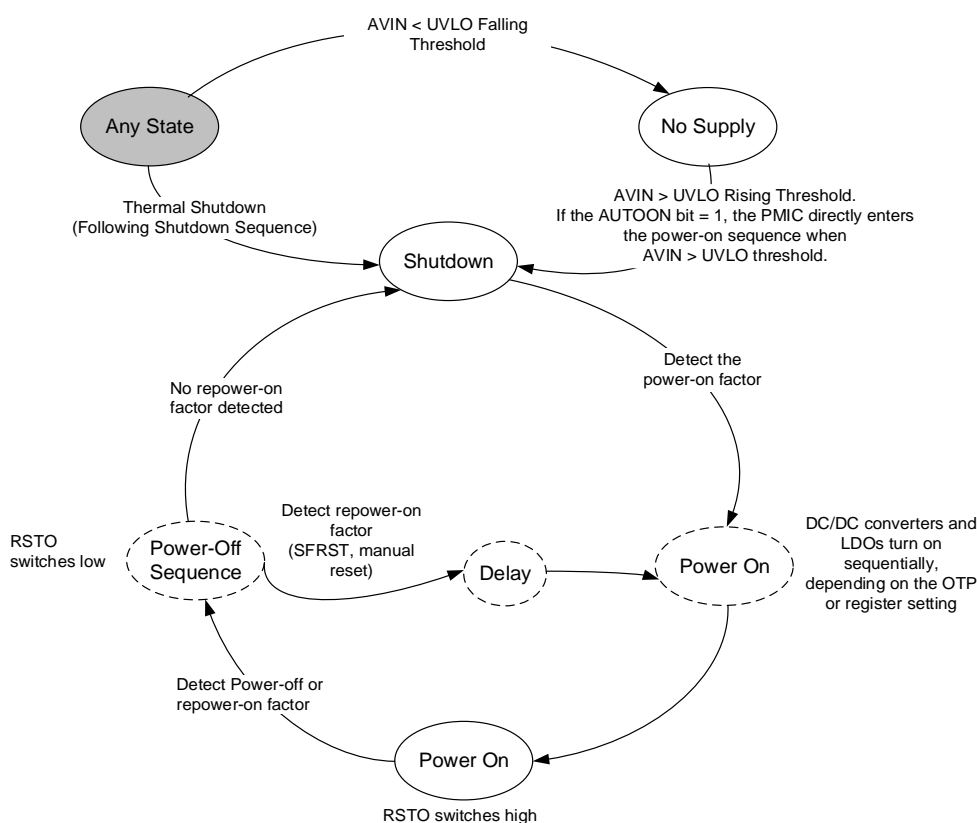 AVIN < UVLO Falling
Threshold
Any State
No Supply
Thermal Shutdown
(Following Shutdown Sequence)
AVIN > UVLO Rising Threshold.
If the AUTOON bit = 1, the PMIC directly enters
the power-on sequence when
AVIN > UVLO threshold.
Shutdown
Detect the
power-on factor
No repower-on
factor detected
RSTO
switches low
Power-Off
Sequence
Detect repower-on
factor
(SFRST, manual
reset)
Delay
Power On
DC/DC converters and
LDOs turn on
sequentially,
depending on the OTP
or register setting
Detect Power-off or
repower-on factor
Power On
RSTO switches high